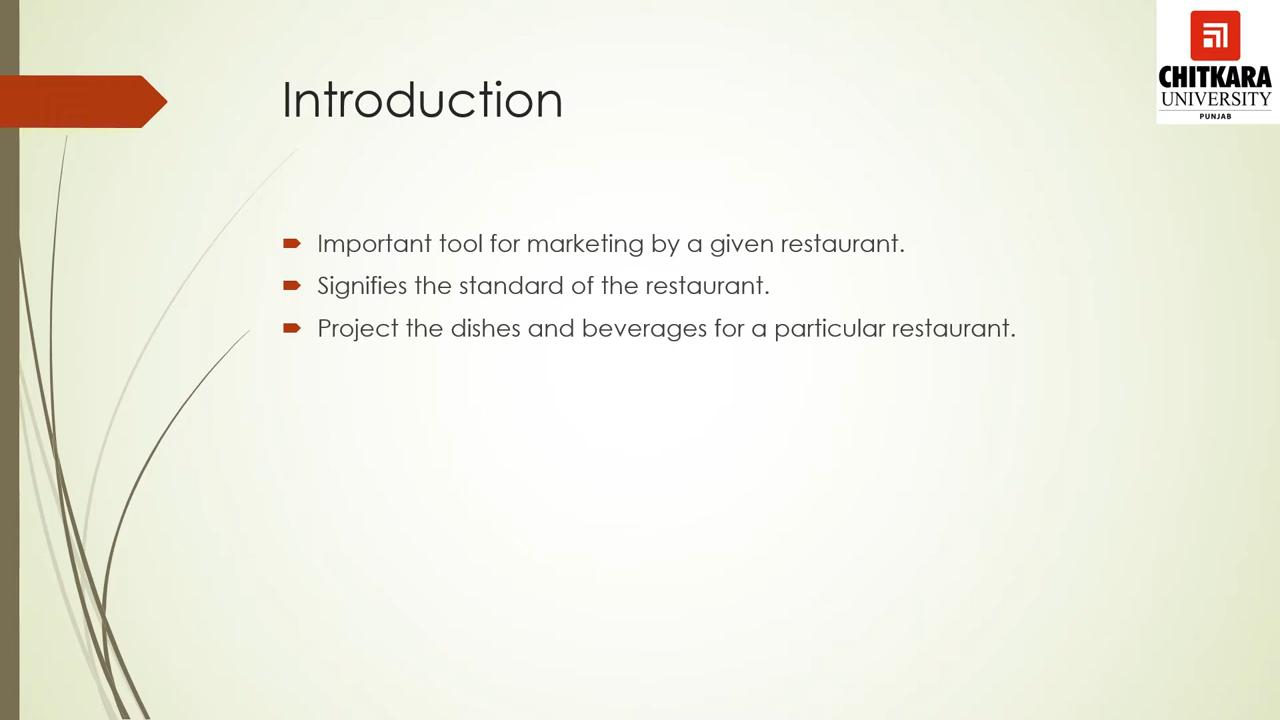 Introduction
CHITKARA
UNIVERSITY
PUNJAB
Important tool for marketing by a given restaurant.
Signifies the standard of the restaurant.
Project the dishes and beverages for a particular restaurant.